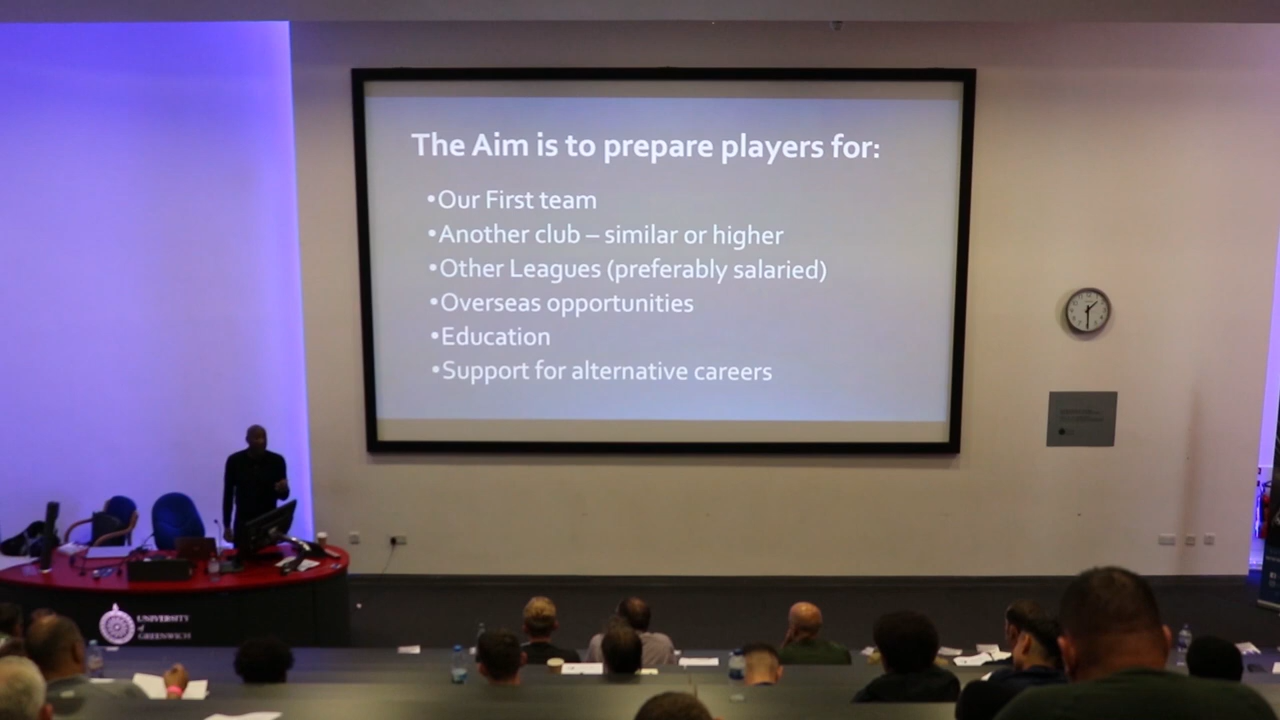 The Aim is to prepare players for:
•Our First team
•Another club – similar or higher
•Other Leagues (preferably salaried)
•Overseas opportunities
•Education
•Support for alternative careers
UNIVERSITY
of
GREENWICH